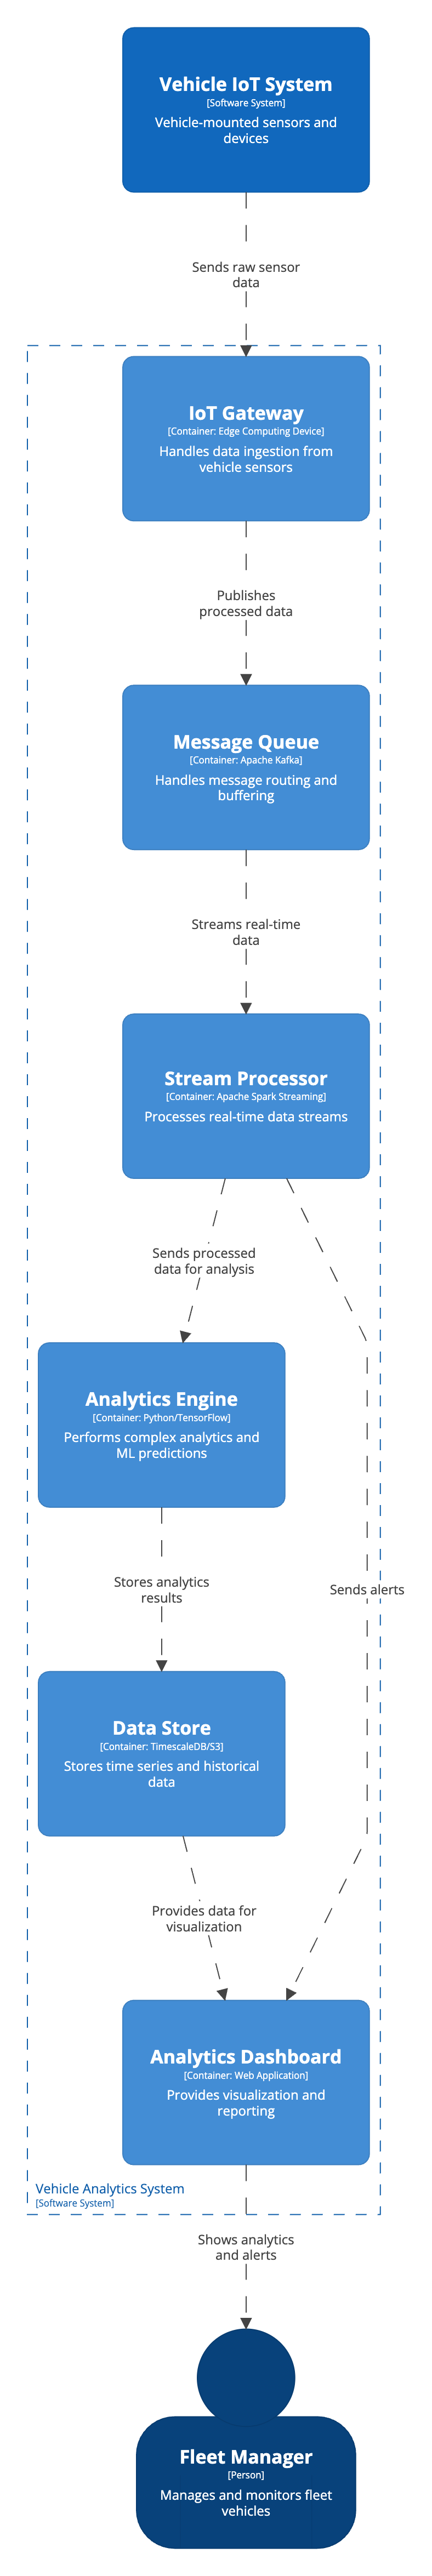 Vehicle IoT System
[Software System]
Vehicle-mounted sensors and
devices
Sends raw sensor
data
IoT Gateway
[Container: Edge Computing Device]
Handles data ingestion from
vehicle sensors
Publishes
processed data
Message Queue
[Container: Apache Kafka]
Handles message routing and
buffering
Streams real-time
data
Stream Processor
[Container: Apache Spark Streaming]
Processes real-time data streams
Sends processed
data for analysis
Analytics Engine
[Container: Python/TensorFlow]
Performs complex analytics and
ML predictions
Stores analytics
results
Sends alerts
Data Store
[Container: TimescaleDB/S3]
Stores time series and historical
data
Provides data for
visualization
Analytics Dashboard
[Container: Web Application]
Provides visualization and
reporting
Vehicle Analytics System
[Software System]
Shows analytics
and alerts
Fleet Manager
[Person]
Manages and monitors fleet
vehicles